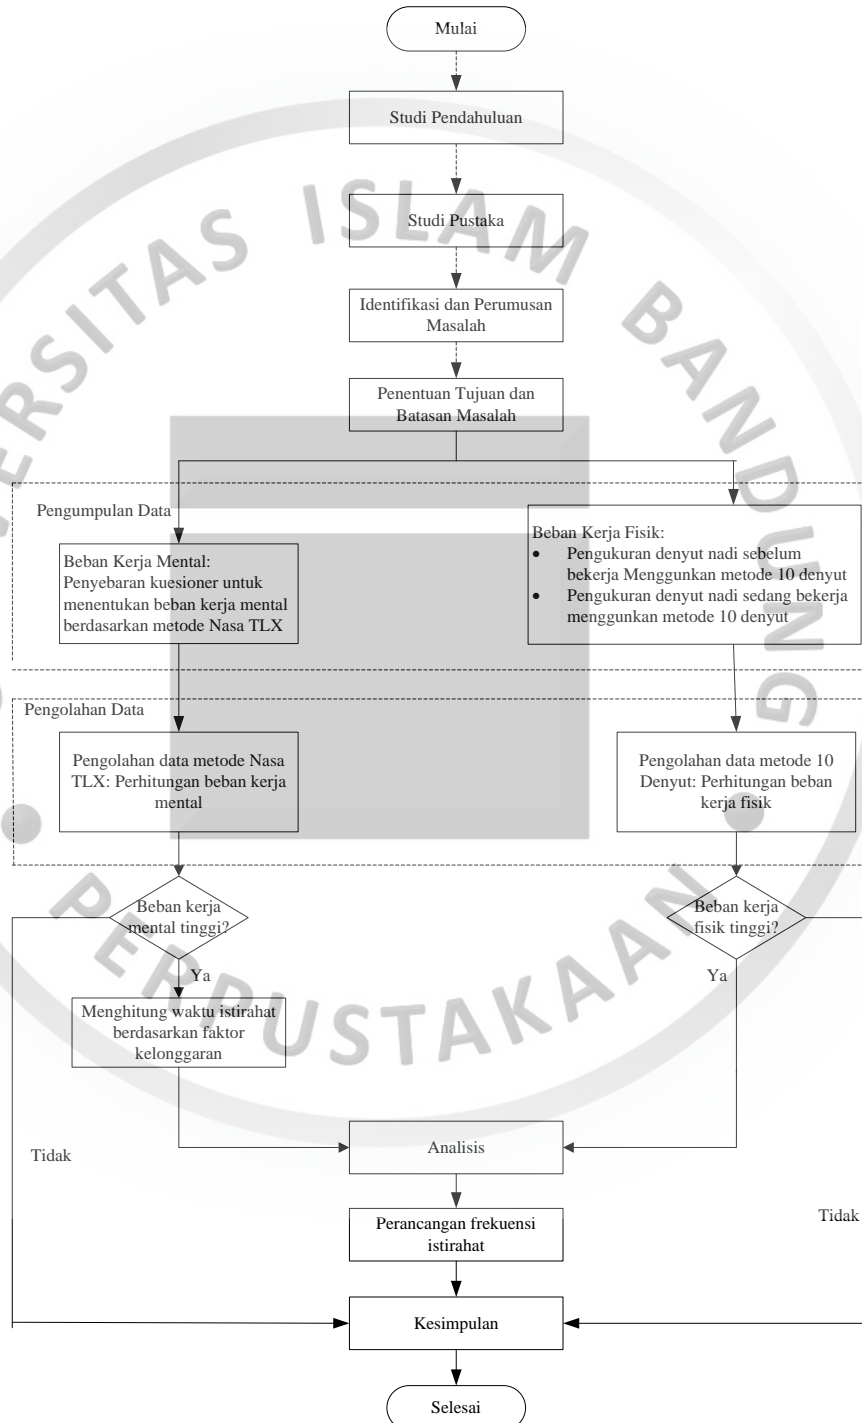 Mulai
Studi Pendahuluan
Studi Pustaka
Identifikasi dan Perumusan
Masalah
Penentuan Tujuan dan
Batasan Masalah
Pengumpulan Data
Beban Kerja Mental:
Penyebaran kuesioner untuk
menentukan beban kerja mental
berdasarkan metode Nasa TLX
Beban Kerja Fisik:
• Pengukuran denyut nadi sebelum
bekerja Menggunkan metode 10 denyut
• Pengukuran denyut nadi sedang bekerja
menggunkan metode 10 denyut
Pengolahan Data
Pengolahan data metode Nasa
TLX: Perhitungan beban kerja
mental
Pengolahan data metode 10
Denyut: Perhitungan beban
kerja fisik
Beban kerja
mental tinggi?
Beban kerja
fisik tinggi?
Ya
Ya
Menghitung waktu istirahat
berdasarkan faktor
kelonggaran
Analisis
Tidak
Tidak
Perancangan frekuensi
istirahat
Kesimpulan
Selesai
ERSITAS ISLAM BANDUNG
PERPUSTAKAAN